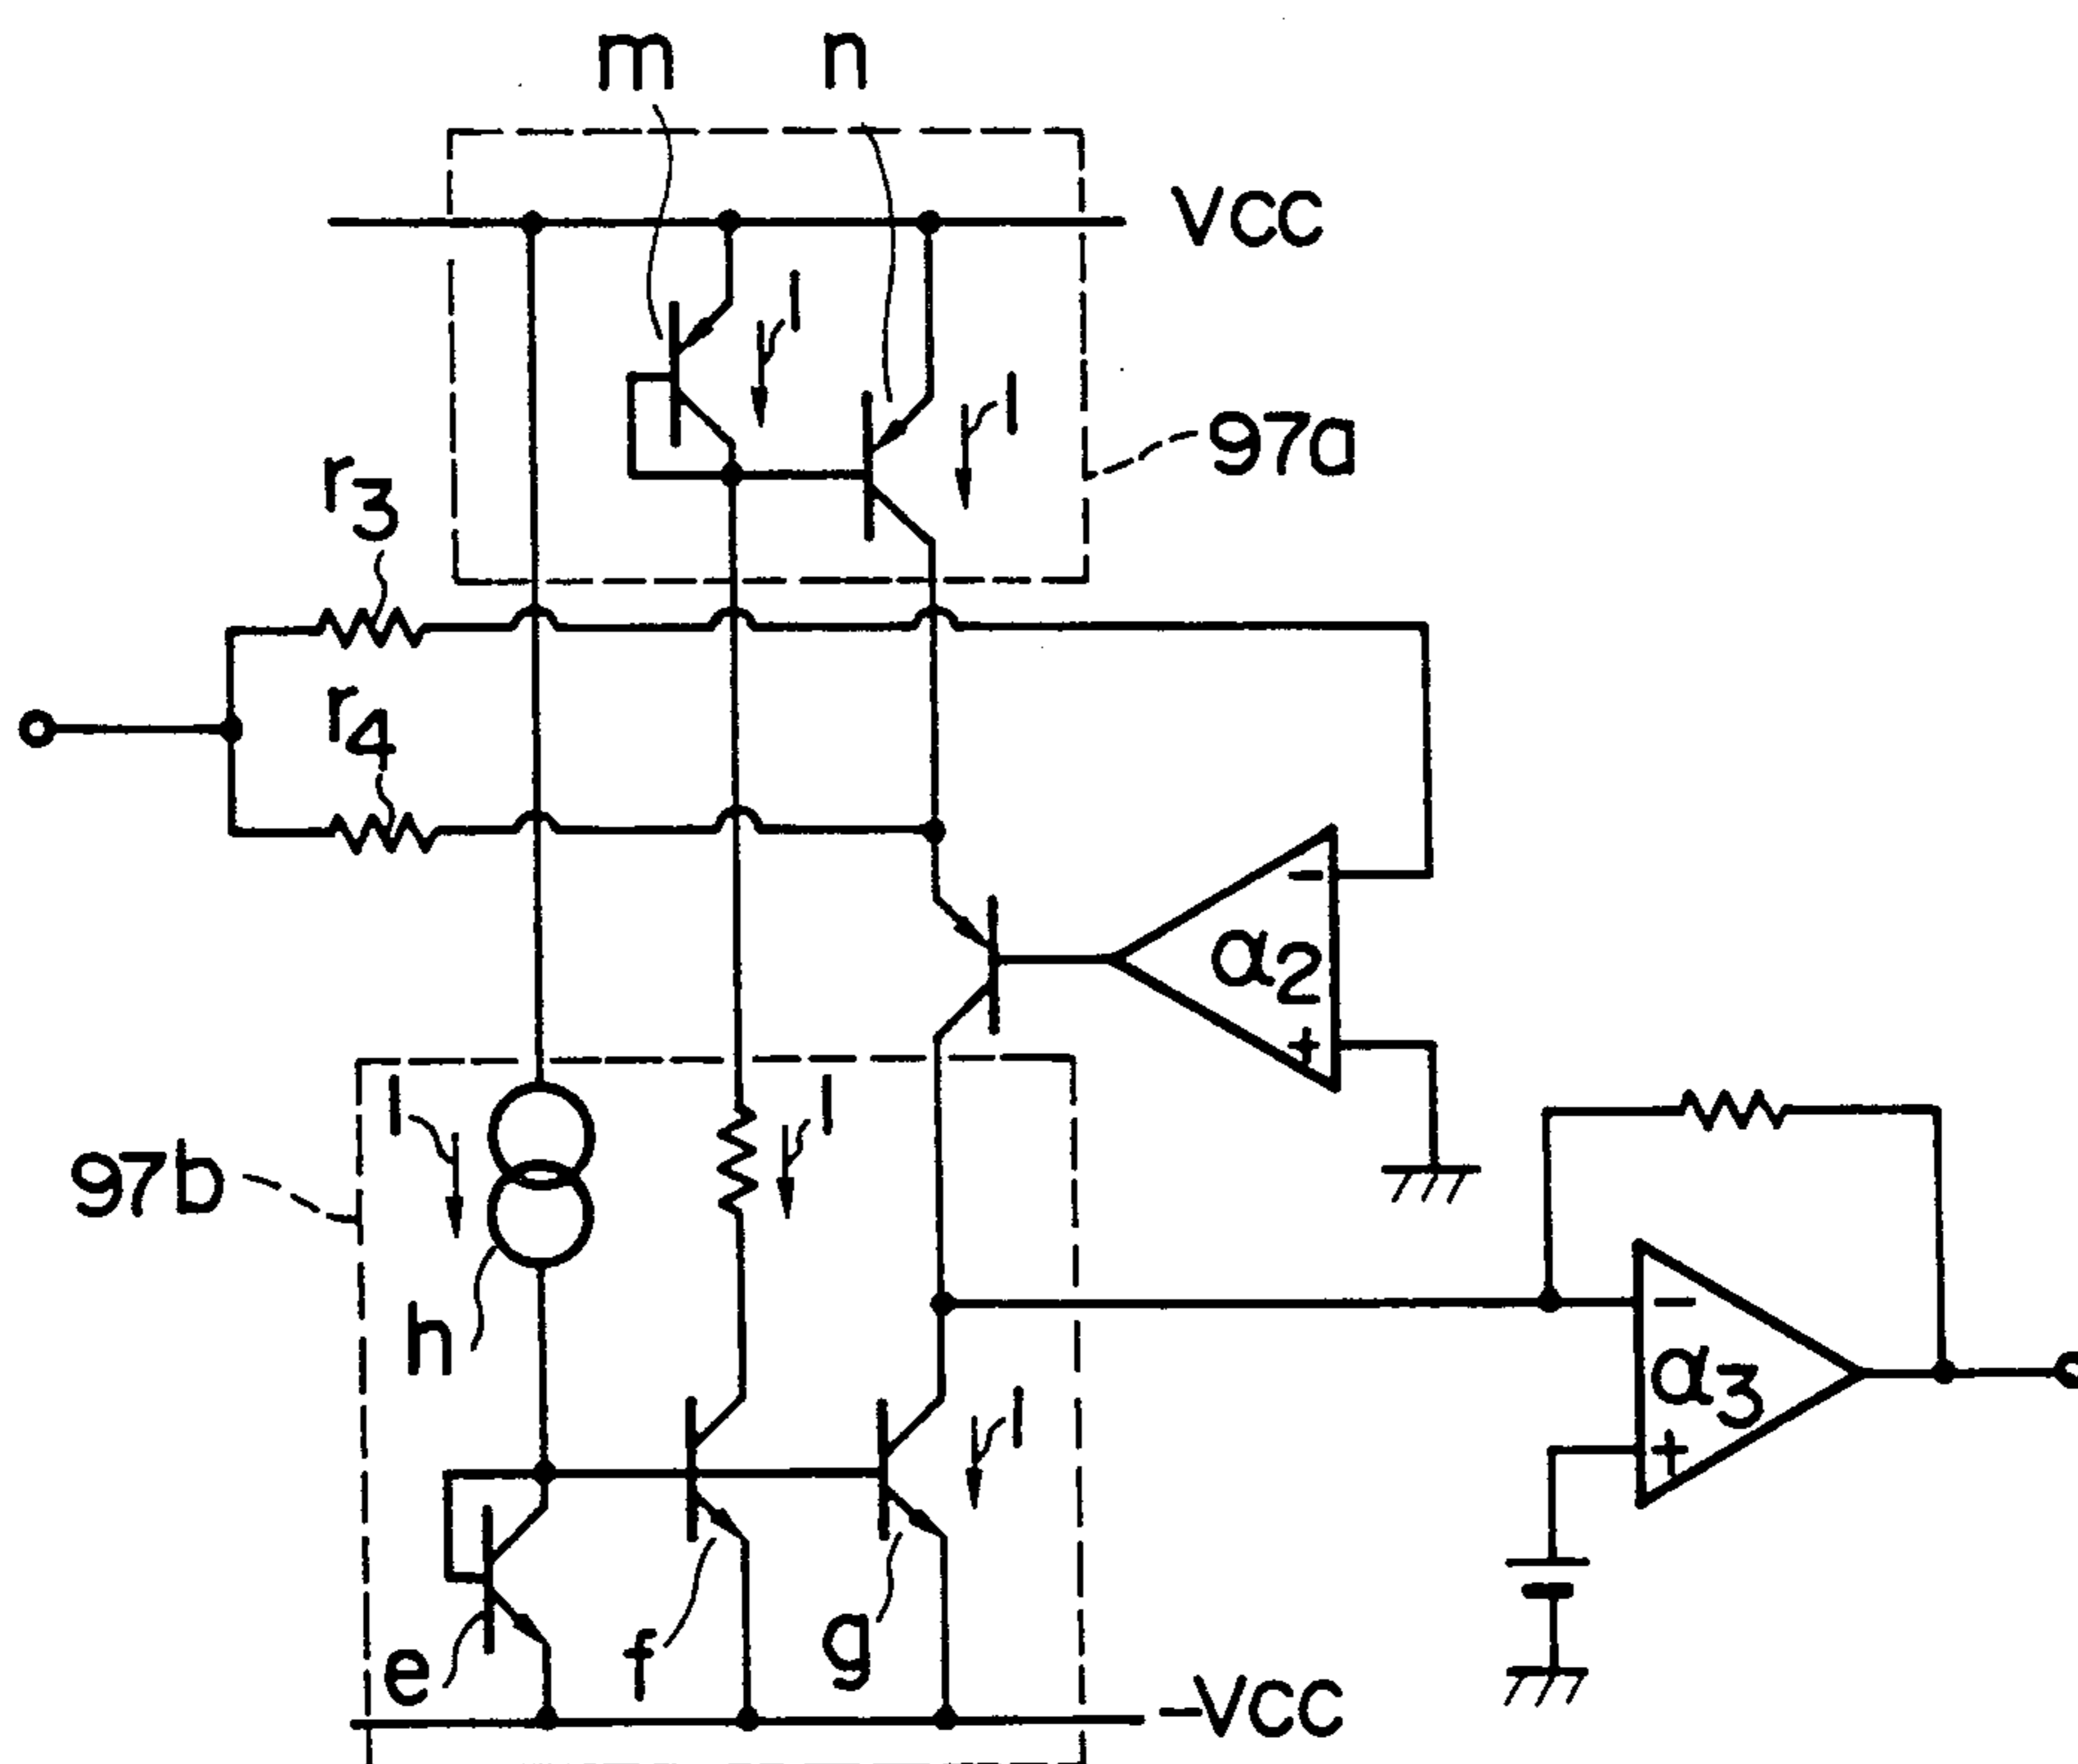 m n
VCC
I
I
97a
r3
r4
α2
- +
I
I
97b
h
α3
- +
I
e f g
-VCC